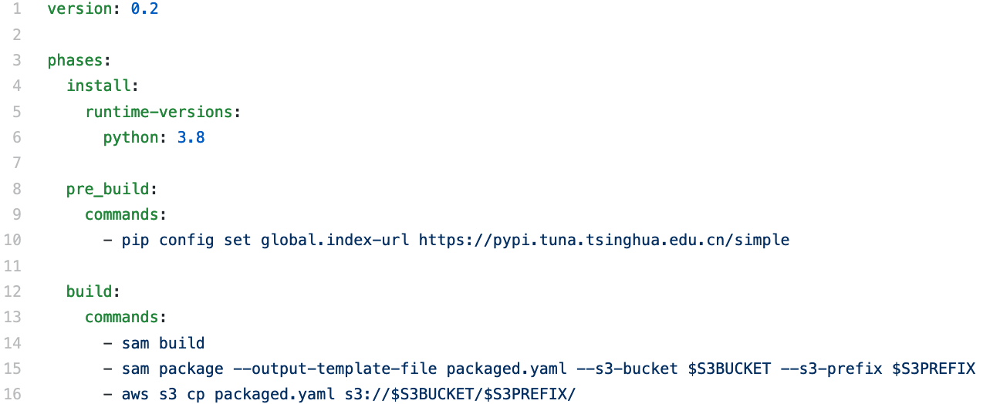 1 version: 0.2
2
3 phases:
4   install:
5     runtime-versions:
6       python: 3.8
7
8   pre_build:
9     commands:
10       - pip config set global.index-url https://pypi.tuna.tsinghua.edu.cn/simple
11
12   build:
13     commands:
14       - sam build
15       - sam package --output-template-file packaged.yaml --s3-bucket $S3BUCKET --s3-prefix $S3PREFIX
16       - aws s3 cp packaged.yaml s3://$S3BUCKET/$S3PREFIX/